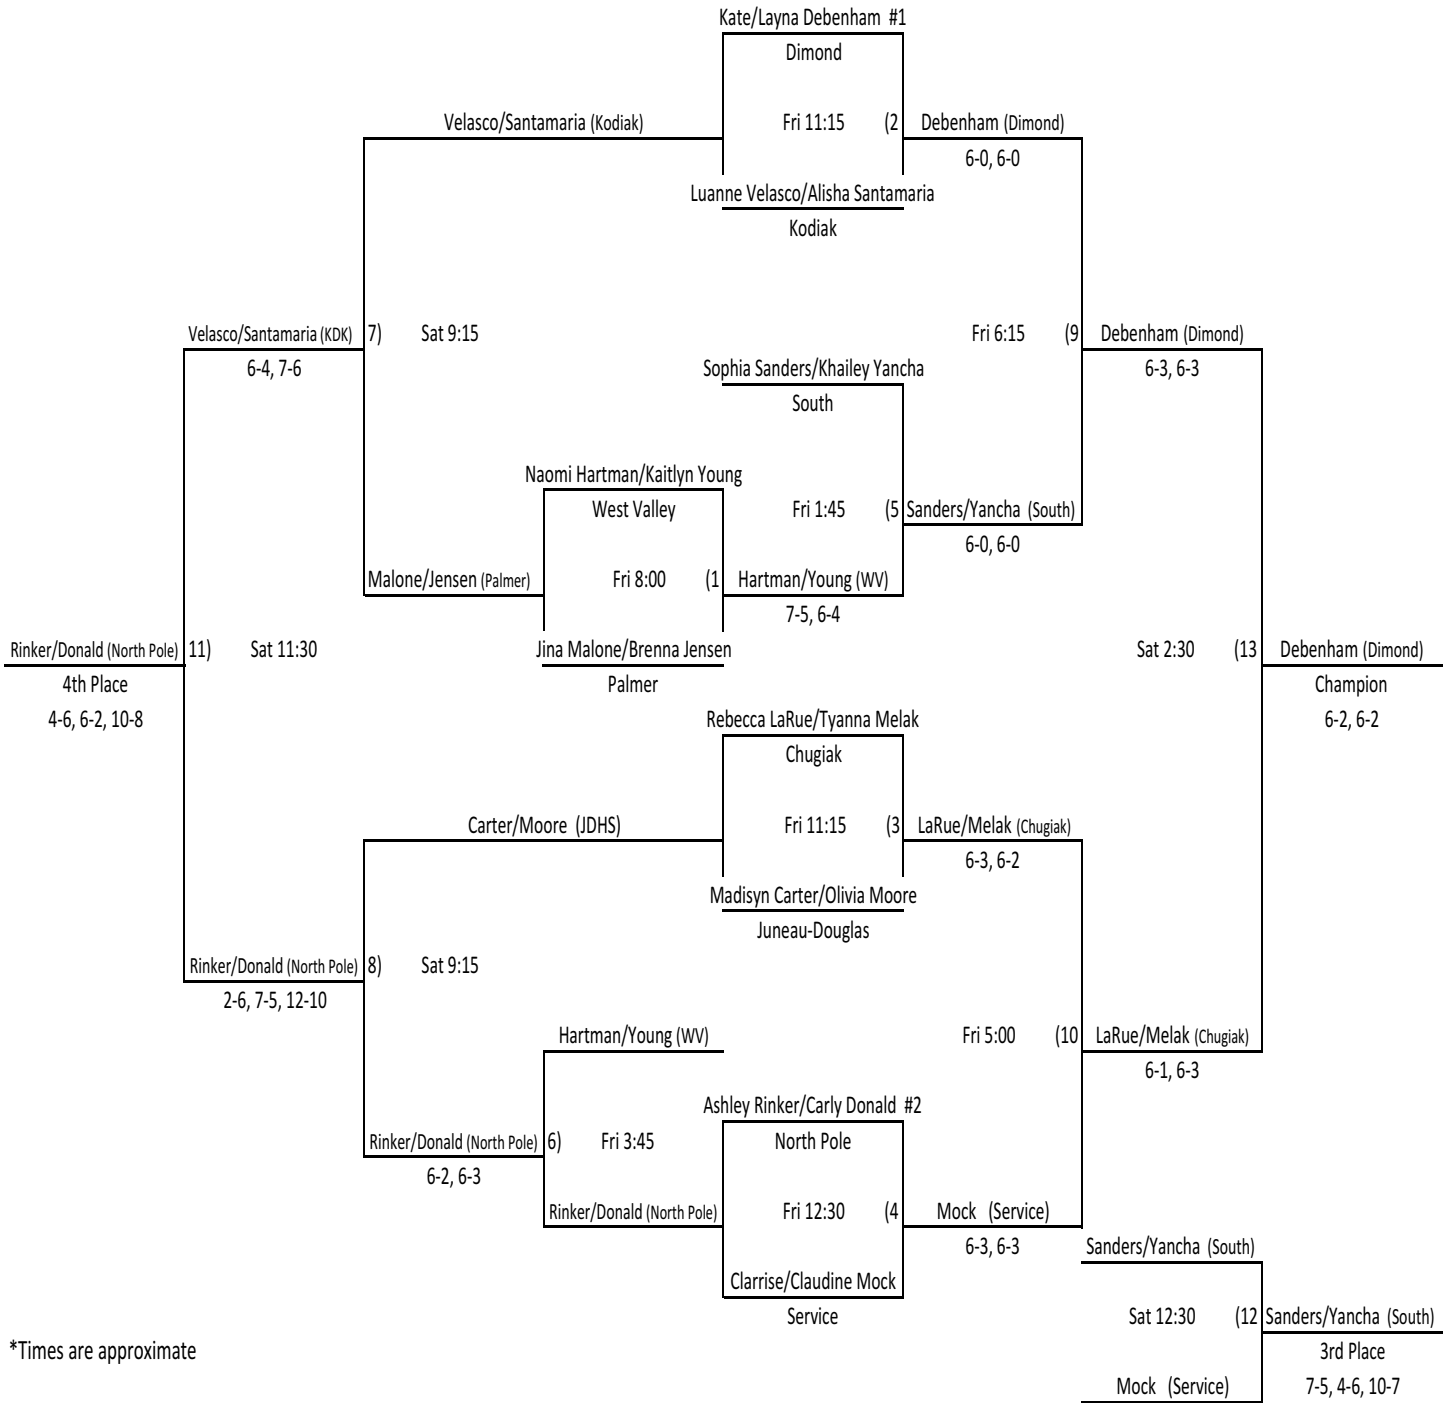 Kate/Layna Debenham #1
Dimond
Velasco/Santamaria (Kodiak)
Fri 11:15 (2
Debenham (Dimond)
6-0, 6-0
Luanne Velasco/Alisha Santamaria
Kodiak
Velasco/Santamaria (KDK)
7) Sat 9:15
Fri 6:15 (9
Debenham (Dimond)
6-4, 7-6
6-3, 6-3
Sophia Sanders/Khailey Yancha
South
Naomi Hartman/Kaitlyn Young
West Valley
Fri 1:45 (5
Sanders/Yancha (South)
6-0, 6-0
Malone/Jensen (Palmer)
Fri 8:00 (1
Hartman/Young (WV)
7-5, 6-4
Rinker/Donald (North Pole)
11) Sat 11:30
Jina Malone/Brenna Jensen
Sat 2:30 (13
Debenham (Dimond)
4th Place
Palmer
Champion
4-6, 6-2, 10-8
Rebecca LaRue/Tyanna Melak
6-2, 6-2
Chugiak
Carter/Moore (JDHS)
Fri 11:15 (3
LaRue/Melak (Chugiak)
6-3, 6-2
Madisyn Carter/Olivia Moore
Juneau-Douglas
Rinker/Donald (North Pole)
8) Sat 9:15
2-6, 7-5, 12-10
Hartman/Young (WV)
Fri 5:00 (10
LaRue/Melak (Chugiak)
6-1, 6-3
Ashley Rinker/Carly Donald #2
Rinker/Donald (North Pole)
6) Fri 3:45
North Pole
6-2, 6-3
Rinker/Donald (North Pole)
Fri 12:30 (4
Mock (Service)
6-3, 6-3
Sanders/Yancha (South)
Clarrise/Claudine Mock
Service
Sat 12:30 (12
Sanders/Yancha (South)
*Times are approximate
3rd Place
Mock (Service)
7-5, 4-6, 10-7